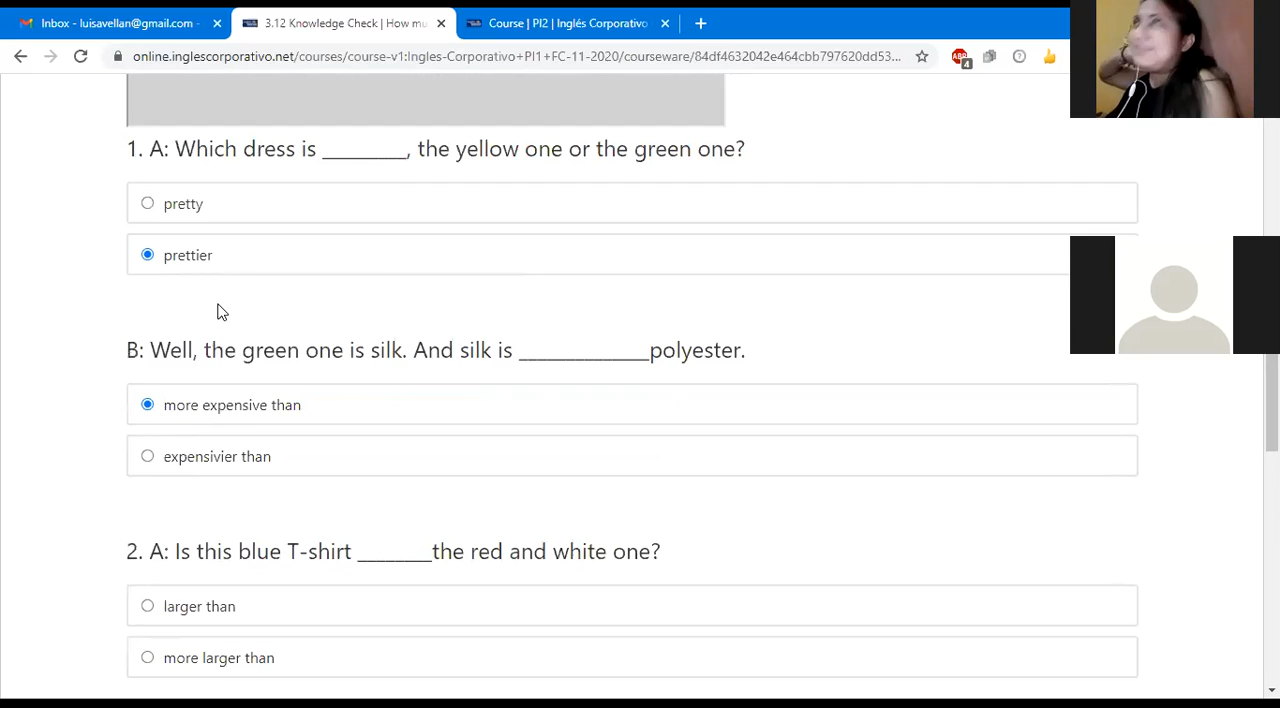 Inbox - luisavellan@gmail.com -
3.12 Knowledge Check | How mu
Course | PI2 | Inglés Corporativo
online.inglescorporativo.net/courses/course-v1:Ingles-Corporativo+PI1+FC-11-2020/courseware/84df4632042e464cbb797620dd53...
ABP
4
1. A: Which dress is ________, the yellow one or the green one?
pretty
prettier
B: Well, the green one is silk. And silk is _____________polyester.
more expensive than
expensivier than
2. A: Is this blue T-shirt _______the red and white one?
larger than
more larger than